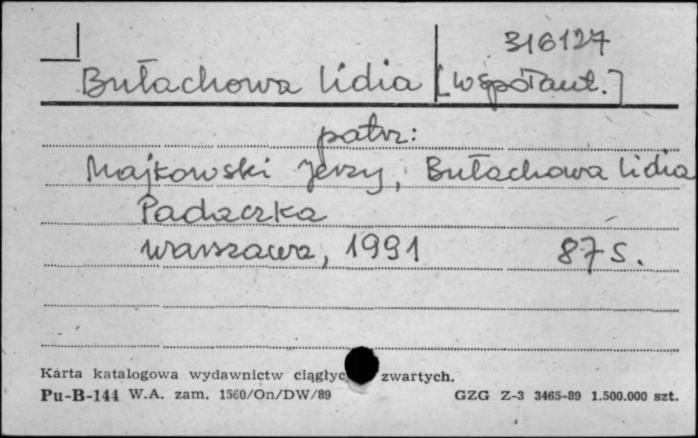 316127
Bułachowa Lidia [współaut.]
patrz:
Majkowski Jerzy, Bułachowa Lidia
Padaczka
Warszawa, 1991 87 s.
Karta katalogowa wydawnictw ciągłyc zwartych.
Pu-B-144 W.A. zam. 1560/On/DW/89 GZG Z-3 3465-89 1.500.000 szt.